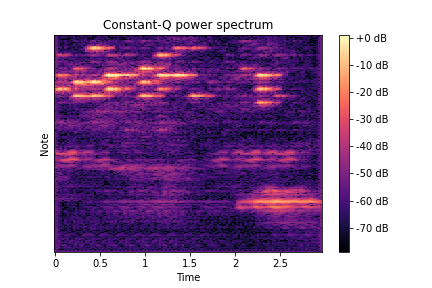 Constant-Q power spectrum
Note
+0 dB
-10 dB
-20 dB
-30 dB
-40 dB
-50 dB
-60 dB
-70 dB
0
0.5
1
1.5
2
2.5
Time